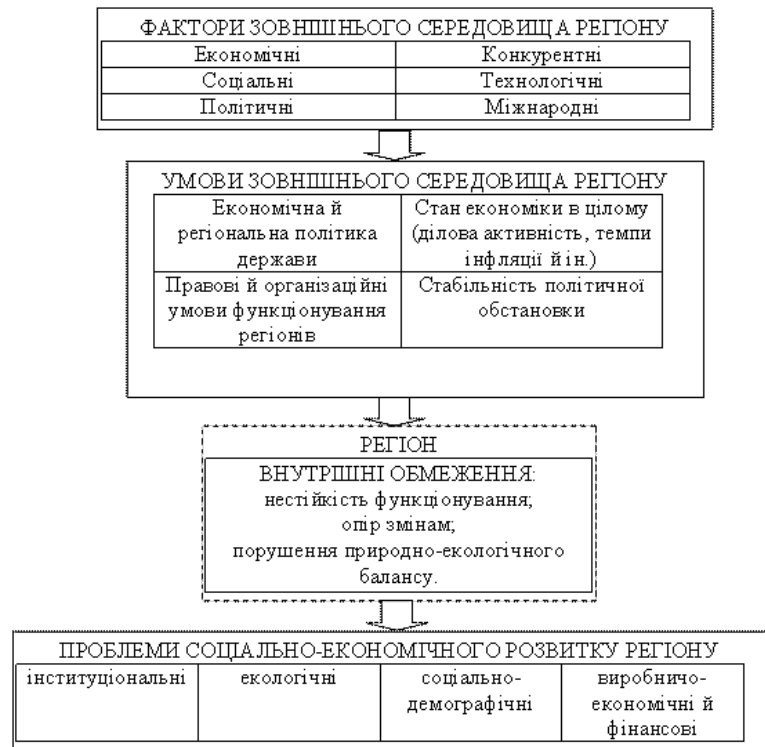 ФАКТОРИ ЗОВНІШНЬОГО СЕРЕДОВИЩА РЕГІОНУ
Економічні Конкурентні
Соціальні Технологічні
Політичні Міжнародні
УМОВИ ЗОВНІШНЬОГО СЕРЕДОВИЩА РЕГІОНУ
Економічна й
регіональна політика
держави
Стан економіки в цілому
(ділова активність, темпи
інфляції й ін.)
Правові й організаційні
умови функціонування
регіонів
Стабільність політичної
обстановки
РЕГІОН
ВНУТРІШНІ ОБМЕЖЕННЯ:
нестійкість функціонування;
опір змінам;
порушення природно-екологічного
балансу.
ПРОБЛЕМИ СОЦІАЛЬНО-ЕКОНОМІЧНОГО РОЗВИТКУ РЕГІОНУ
інституціональні
екологічні
соціально-
демографічні
виробничо-
економічні й
фінансові